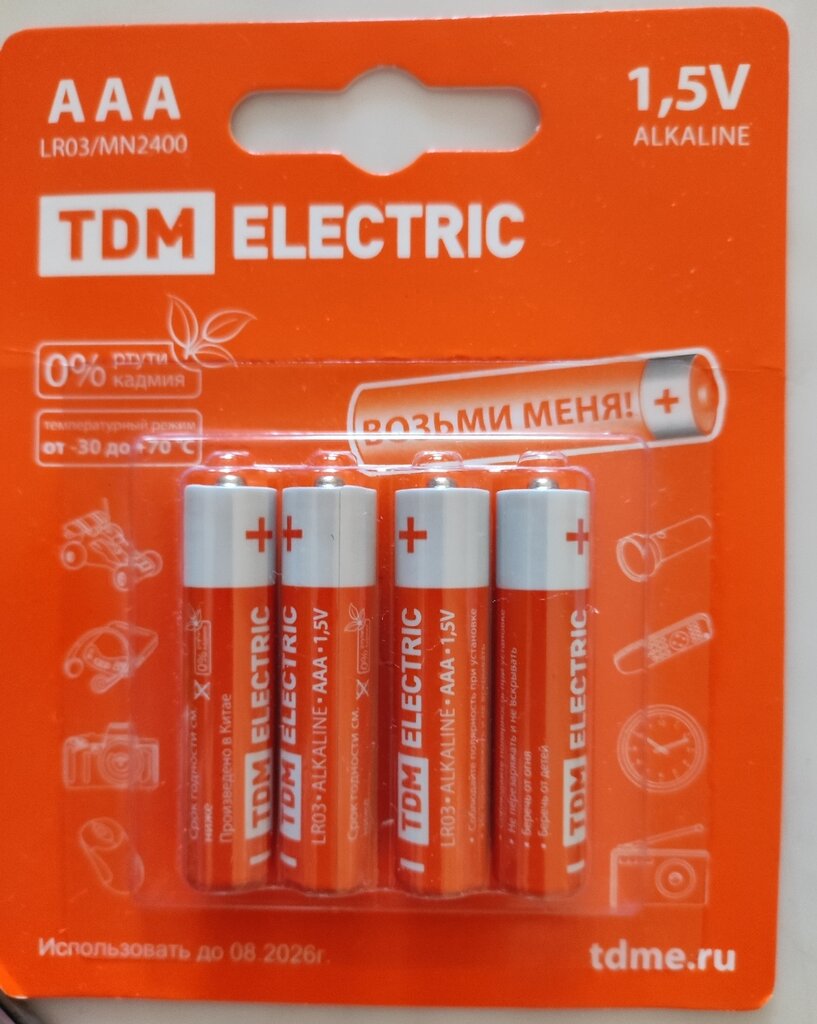 AAA
LR03/MN2400
1,5V
ALKALINE
TDM ELECTRIC
0% ртути
кадмия
температурный режим
от -30 до +70 °C
ВОЗЬМИ МЕНЯ!
+
+
+
+
+
Срок годности см.
ниже
Произведено в Китае
TDM ELECTRIC
TDM ELECTRIC
LR03 • ALKALINE • AAA • 1,5V
Срок годности см.
0%
TDM ELECTRIC
LR03 • ALKALINE • AAA • 1,5V
• Соблюдайте полярность при установке
• Не перезаряжать и не вскрывать
• Беречь от огня
• Беречь от детей
TDM ELECTRIC
Использовать до 08.2026г.
tdme.ru